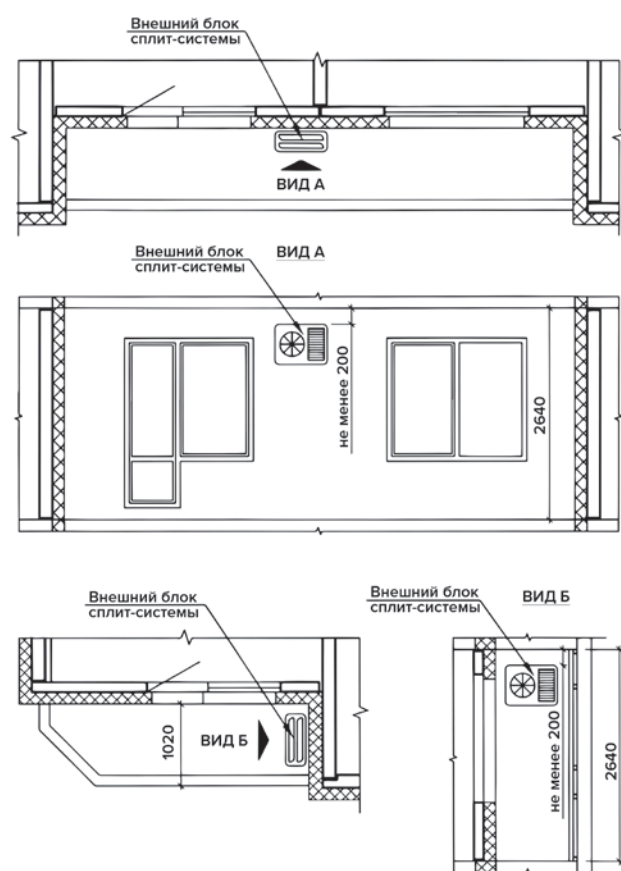 Внешний блок
сплит-системы
ВИД А
Внешний блок
сплит-системы
ВИД А
не менее 200
2640
Внешний блок
сплит-системы
1020
ВИД Б
Внешний блок
сплит-системы
ВИД Б
не менее 200
2640